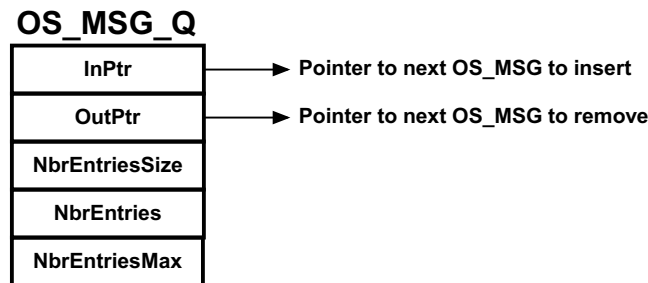 OS_MSG_Q
InPtr
Pointer to next OS_MSG to insert
OutPtr
Pointer to next OS_MSG to remove
NbrEntriesSize
NbrEntries
NbrEntriesMax